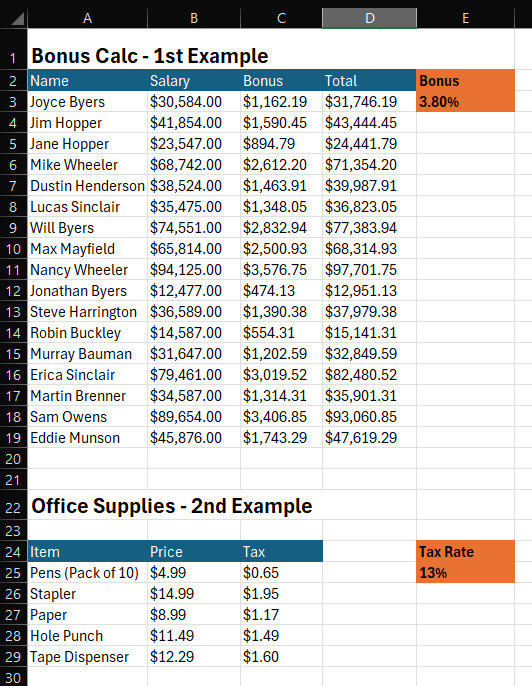 A B C D E
1 Bonus Calc - 1st Example
2 Name Salary Bonus Total Bonus
3 Joyce Byers $30,584.00 $1,162.19 $31,746.19 3.80%
4 Jim Hopper $41,854.00 $1,590.45 $43,444.45
5 Jane Hopper $23,547.00 $894.79 $24,441.79
6 Mike Wheeler $68,742.00 $2,612.20 $71,354.20
7 Dustin Henderson $38,524.00 $1,463.91 $39,987.91
8 Lucas Sinclair $35,475.00 $1,348.05 $36,823.05
9 Will Byers $74,551.00 $2,832.94 $77,383.94
10 Max Mayfield $65,814.00 $2,500.93 $68,314.93
11 Nancy Wheeler $94,125.00 $3,576.75 $97,701.75
12 Jonathan Byers $12,477.00 $474.13 $12,951.13
13 Steve Harrington $36,589.00 $1,390.38 $37,979.38
14 Robin Buckley $14,587.00 $554.31 $15,141.31
15 Murray Bauman $31,647.00 $1,202.59 $32,849.59
16 Erica Sinclair $79,461.00 $3,019.52 $82,480.52
17 Martin Brenner $34,587.00 $1,314.31 $35,901.31
18 Sam Owens $89,654.00 $3,406.85 $93,060.85
19 Eddie Munson $45,876.00 $1,743.29 $47,619.29
20
21
22 Office Supplies - 2nd Example
23
24 Item Price Tax Tax Rate
25 Pens (Pack of 10) $4.99 $0.65 13%
26 Stapler $14.99 $1.95
27 Paper $8.99 $1.17
28 Hole Punch $11.49 $1.49
29 Tape Dispenser $12.29 $1.60
30